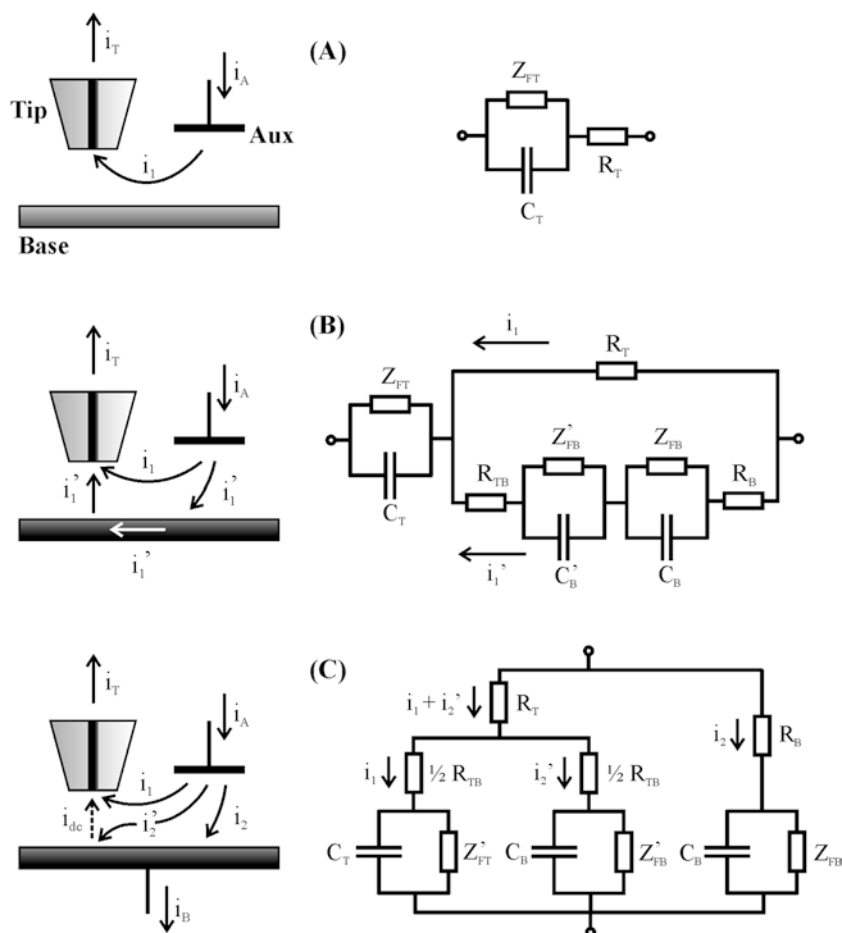 (A)
i_T
i_A
Tip
Aux
i_1
Base
Z_FT
R_T
C_T
(B)
i_T
i_A
i_1
i_1'
i_1'
i_1'
i_1
R_T
Z_FT
C_T
Z'_FB
Z_FB
R_TB
R_B
C_B'
C_B
i_1'
(C)
i_T
i_A
i_1
i_dc
i_2'
i_2
i_B
i_1 + i_2'
R_T
i_2
R_B
i_1
½ R_TB
i_2'
½ R_TB
C_T
Z'_FT
C_B
Z'_FB
C_B
Z_FB